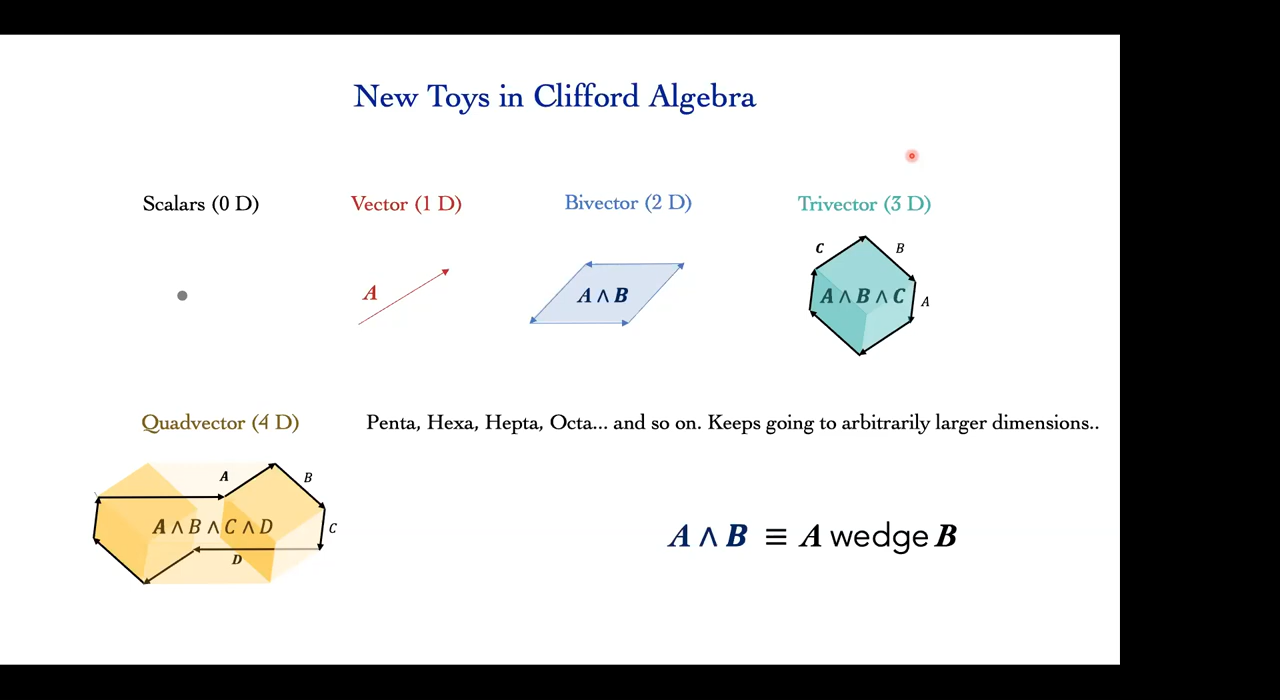 New Toys in Clifford Algebra
Scalars (0 D)
Vector (1 D)
Bivector (2 D)
Trivector (3 D)
A
A ∧ B
C
B
A ∧ B ∧ C
A
Quadvector (4 D)
Penta, Hexa, Hepta, Octa... and so on. Keeps going to arbitrarily larger dimensions..
A
B
A ∧ B ∧ C ∧ D
C
D
A ∧ B ≡ A wedge B